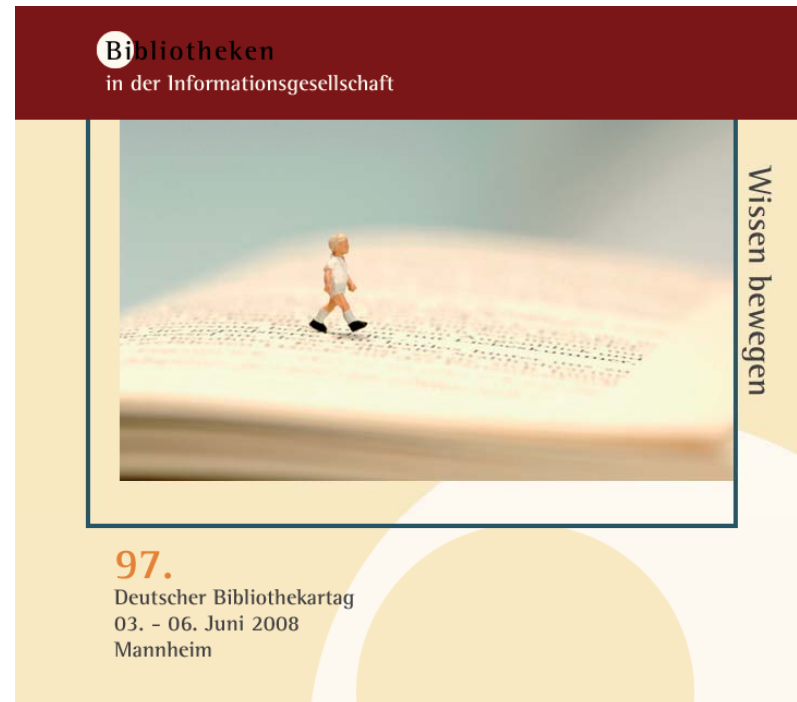 Bibliotheken
in der Informationsgesellschaft
Wissen bewegen
97.
Deutscher Bibliothekartag
03. - 06. Juni 2008
Mannheim